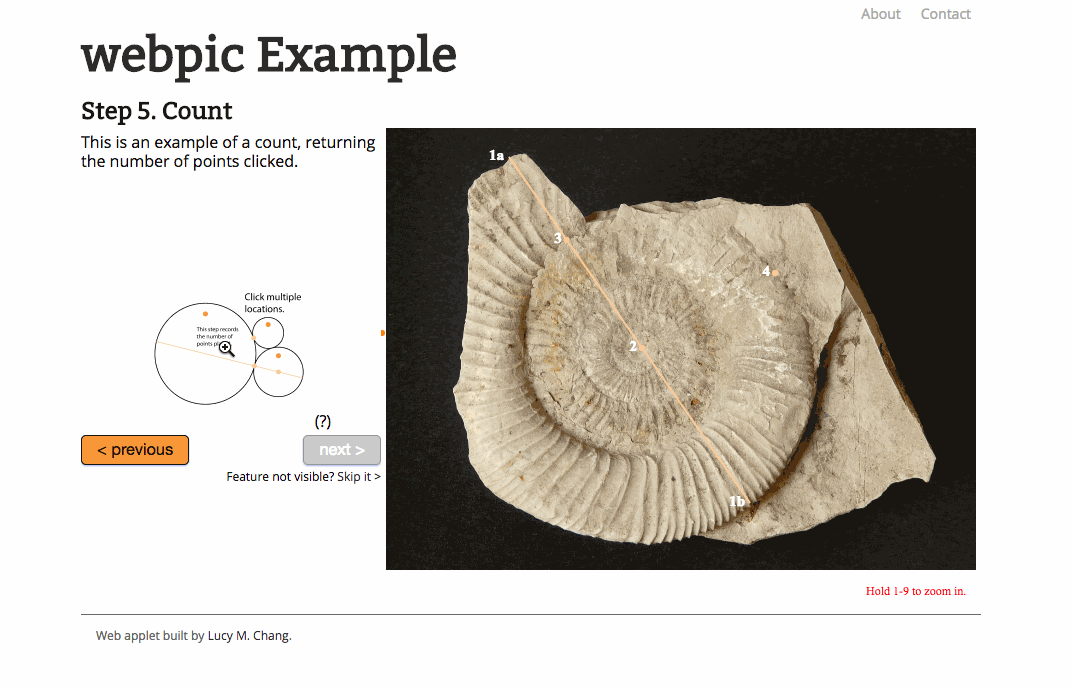 About Contact
webpic Example
Step 5. Count
This is an example of a count, returning
the number of points clicked.
1a
3
4
2
1b
Click multiple
locations.
This step records
the number of
points
(?)
< previous
next >
Feature not visible? Skip it >
Hold 1-9 to zoom in.
Web applet built by Lucy M. Chang.